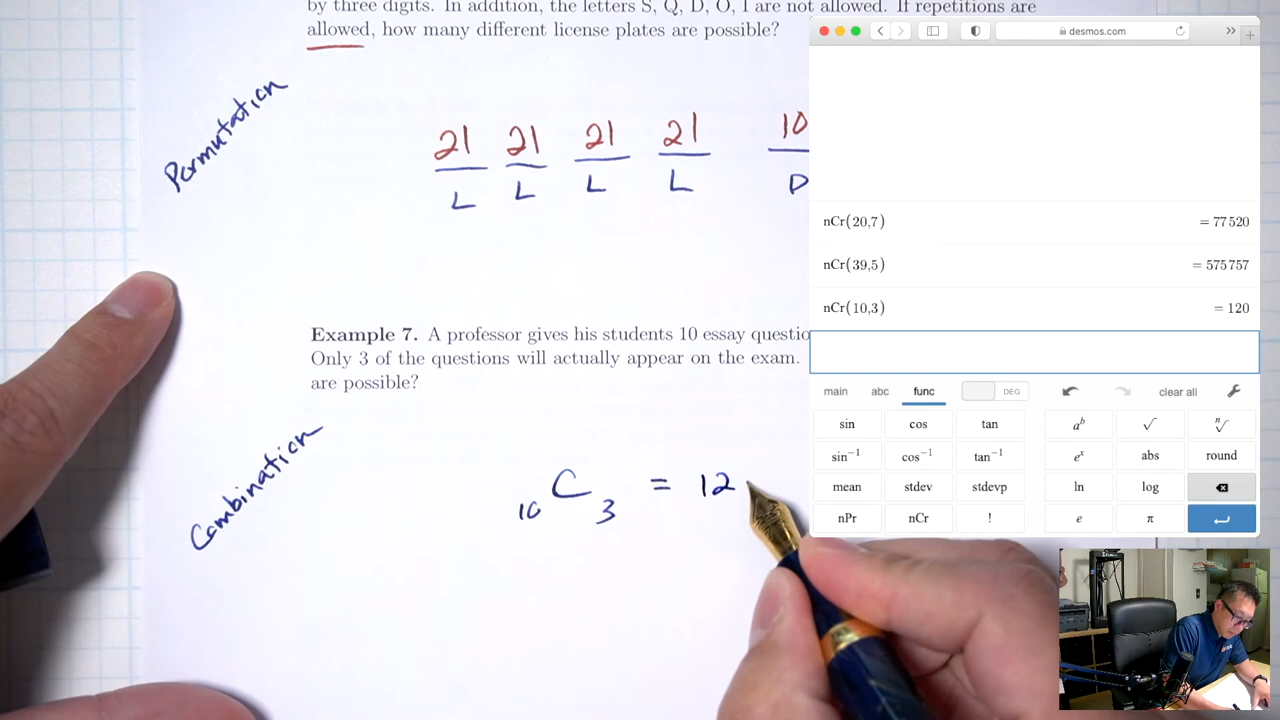 by three digits. In addition, the letters S, Q, D, O, I are not allowed. If repetitions are
allowed, how many different license plates are possible?
Permutation
21 21 21 21 10
L L L L D
Example 7. A professor gives his students 10 essay questio
Only 3 of the questions will actually appear on the exam.
are possible?
Combination
10 C 3 = 12
desmos.com
nCr(20,7) = 77520
nCr(39,5) = 575757
nCr(10,3) = 120
main abc func DEG clear all
sin cos tan a^b √ ⁿ√
sin⁻¹ cos⁻¹ tan⁻¹ eˣ abs round
mean stdev stdevp ln log
nPr nCr ! e π